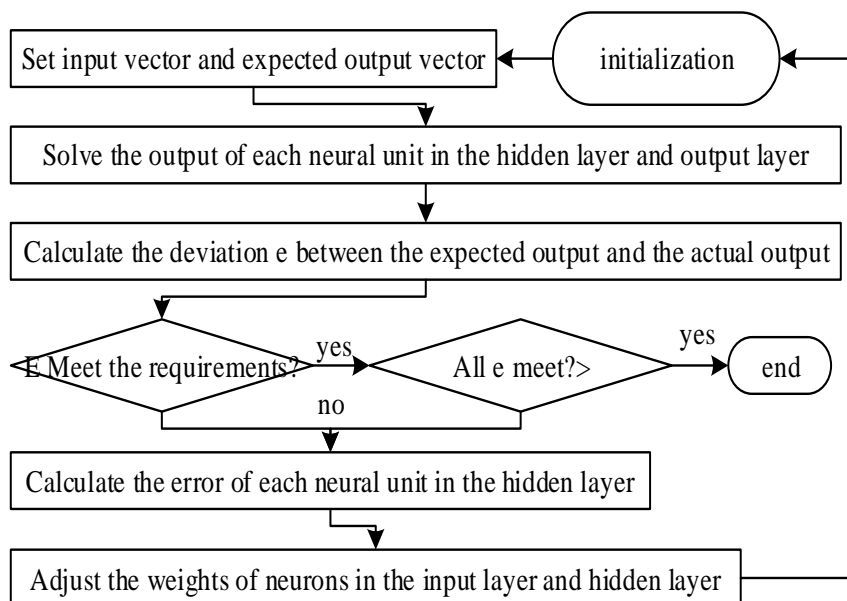 initialization
Set input vector and expected output vector
Solve the output of each neural unit in the hidden layer and output layer
Calculate the deviation e between the expected output and the actual output
E Meet the requirements?
yes
All e meet?>
yes
end
no
Calculate the error of each neural unit in the hidden layer
Adjust the weights of neurons in the input layer and hidden layer